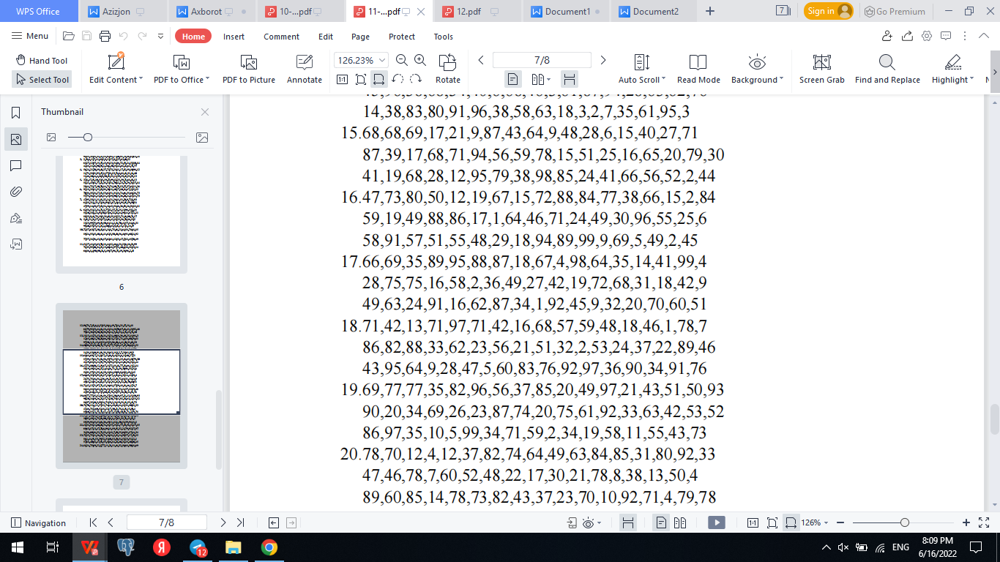 WPS Office
Azizjon
Axborot
10-...pdf
11-...pdf
12.pdf
Document1
Document2
7
Sign in
Go Premium
Menu
Home
Insert
Comment
Edit
Page
Protect
Tools
Hand Tool
Select Tool
Edit Content
PDF to Office
PDF to Picture
Annotate
126.23%
1:1
Rotate
7/8
Auto Scroll
Read Mode
Background
Screen Grab
Find and Replace
Highlight
Thumbnail
6
7
14,38,83,80,91,96,38,58,63,18,3,2,7,35,61,95,3
15.68,68,69,17,21,9,87,43,64,9,48,28,6,15,40,27,71
87,39,17,68,71,94,56,59,78,15,51,25,16,65,20,79,30
41,19,68,28,12,95,79,38,98,85,24,41,66,56,52,2,44
16.47,73,80,50,12,19,67,15,72,88,84,77,38,66,15,2,84
59,19,49,88,86,17,1,64,46,71,24,49,30,96,55,25,6
58,91,57,51,55,48,29,18,94,89,99,9,69,5,49,2,45
17.66,69,35,89,95,88,87,18,67,4,98,64,35,14,41,99,4
28,75,75,16,58,2,36,49,27,42,19,72,68,31,18,42,9
49,63,24,91,16,62,87,34,1,92,45,9,32,20,70,60,51
18.71,42,13,71,97,71,42,16,68,57,59,48,18,46,1,78,7
86,82,88,33,62,23,56,21,51,32,2,53,24,37,22,89,46
43,95,64,9,28,47,5,60,83,76,92,97,36,90,34,91,76
19.69,77,77,35,82,96,56,37,85,20,49,97,21,43,51,50,93
90,20,34,69,26,23,87,74,20,75,61,92,33,63,42,53,52
86,97,35,10,5,99,34,71,59,2,34,19,58,11,55,43,73
20.78,70,12,4,12,37,82,74,64,49,63,84,85,31,80,92,33
47,46,78,7,60,52,48,22,17,30,21,78,8,38,13,50,4
89,60,85,14,78,73,82,43,37,23,70,10,92,71,4,79,78
Navigation
7/8
1:1
126%
12
ENG
8:09 PM
6/16/2022